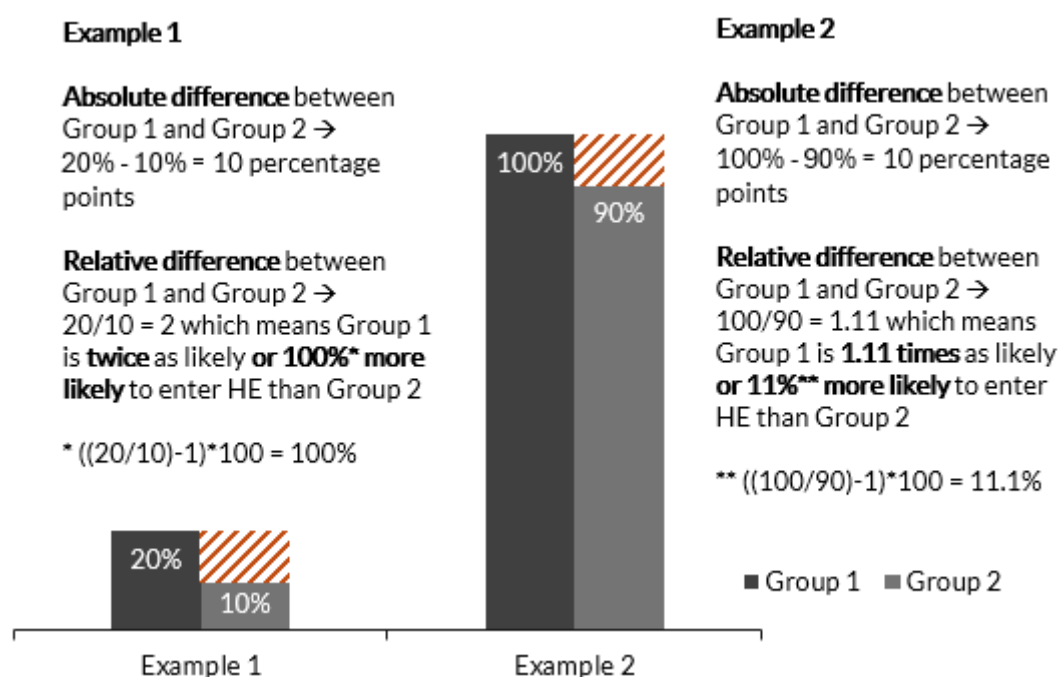 Example 1
Absolute difference between
Group 1 and Group 2 →
20% - 10% = 10 percentage
points
Relative difference between
Group 1 and Group 2 →
20/10 = 2 which means Group 1
is twice as likely or 100%* more
likely to enter HE than Group 2
* ((20/10)-1)*100 = 100%
Example 2
Absolute difference between
Group 1 and Group 2 →
100% - 90% = 10 percentage
points
Relative difference between
Group 1 and Group 2 →
100/90 = 1.11 which means
Group 1 is 1.11 times as likely
or 11%** more likely to enter
HE than Group 2
** ((100/90)-1)*100 = 11.1%
20%
10%
100%
90%
Group 1 Group 2
Example 1 Example 2